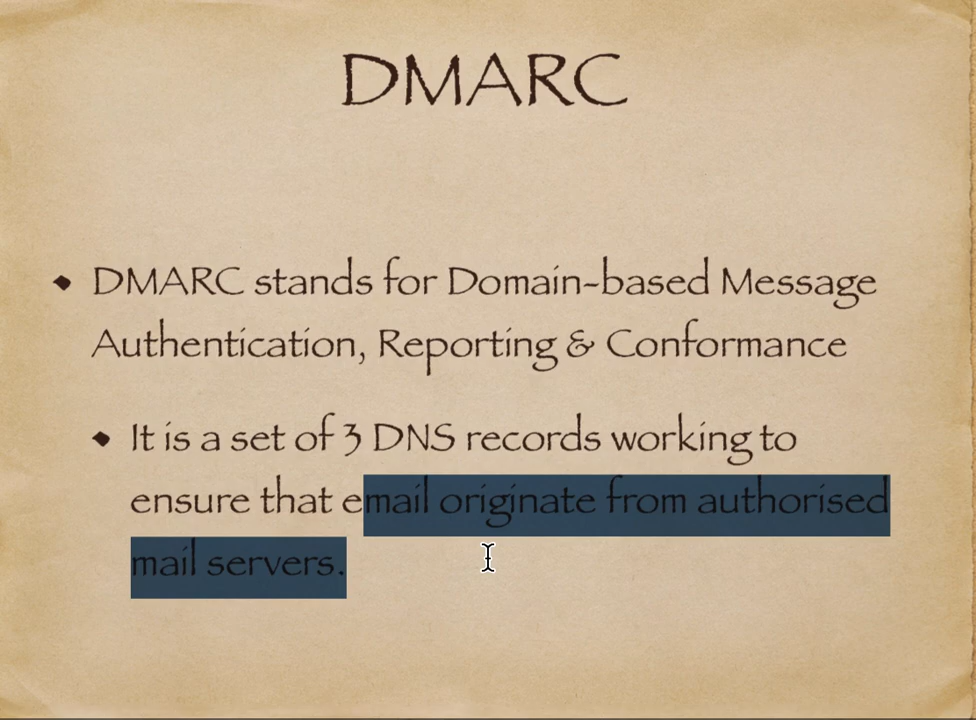 DMARC
DMARC stands for Domain-based Message
Authentication, Reporting & Conformance
It is a set of 3 DNS records working to
ensure that email originate from authorised
mail servers.